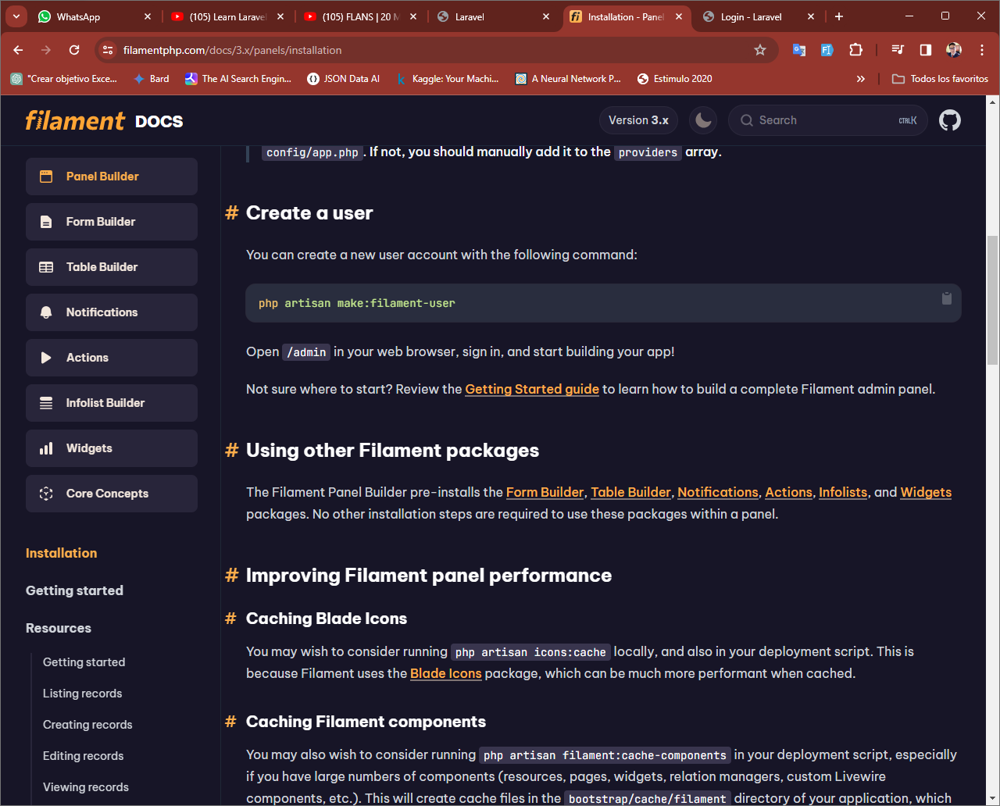 WhatsApp
(105) Learn Laravel
(105) FLANS | 20 M
Laravel
Installation - Panel
Login - Laravel
filamentphp.com/docs/3.x/panels/installation
"Crear objetivo Exce...
Bard
The AI Search Engin...
JSON Data AI
Kaggle: Your Machi...
A Neural Network P...
Estimulo 2020
Todos los favoritos
filament DOCS
Version 3.x
Search
CTRL K
Panel Builder
Form Builder
Table Builder
Notifications
Actions
Infolist Builder
Widgets
Core Concepts
Installation
Getting started
Resources
Getting started
Listing records
Creating records
Editing records
Viewing records
config/app.php. If not, you should manually add it to the providers array.
# Create a user
You can create a new user account with the following command:
php artisan make:filament-user
Open /admin in your web browser, sign in, and start building your app!
Not sure where to start? Review the Getting Started guide to learn how to build a complete Filament admin panel.
# Using other Filament packages
The Filament Panel Builder pre-installs the Form Builder, Table Builder, Notifications, Actions, Infolists, and Widgets
packages. No other installation steps are required to use these packages within a panel.
# Improving Filament panel performance
# Caching Blade Icons
You may wish to consider running php artisan icons:cache locally, and also in your deployment script. This is
because Filament uses the Blade Icons package, which can be much more performant when cached.
# Caching Filament components
You may also wish to consider running php artisan filament:cache-components in your deployment script, especially
if you have large numbers of components (resources, pages, widgets, relation managers, custom Livewire
components, etc.). This will create cache files in the bootstrap/cache/filament directory of your application, which